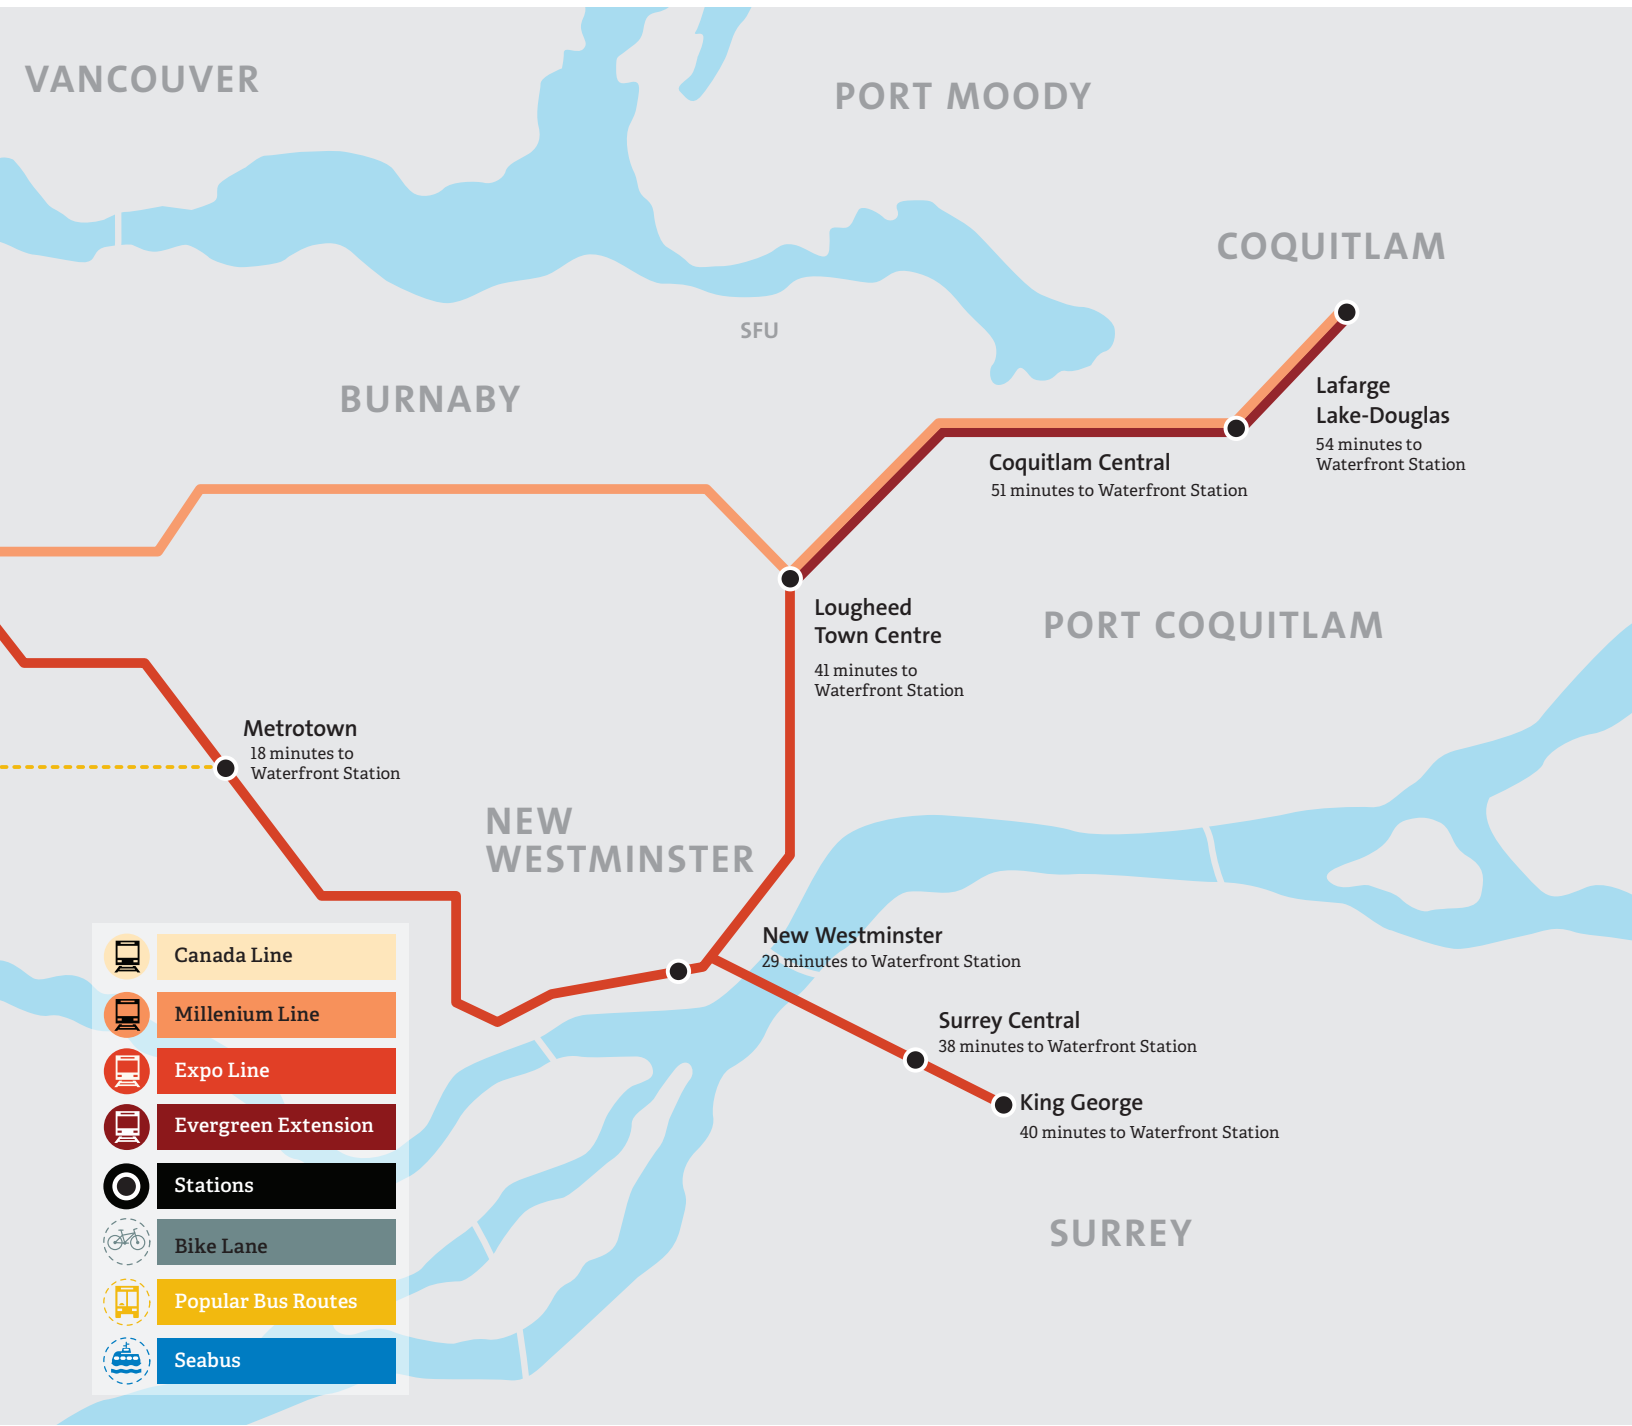 VANCOUVER
PORT MOODY
COQUITLAM
SFU
BURNABY
Lafarge
Lake-Douglas
54 minutes to
Waterfront Station
Coquitlam Central
51 minutes to Waterfront Station
Lougheed
Town Centre
41 minutes to
Waterfront Station
PORT COQUITLAM
Metrotown
18 minutes to
Waterfront Station
NEW
WESTMINSTER
New Westminster
29 minutes to Waterfront Station
Surrey Central
38 minutes to Waterfront Station
King George
40 minutes to Waterfront Station
SURREY
Canada Line
Millenium Line
Expo Line
Evergreen Extension
Stations
Bike Lane
Popular Bus Routes
Seabus